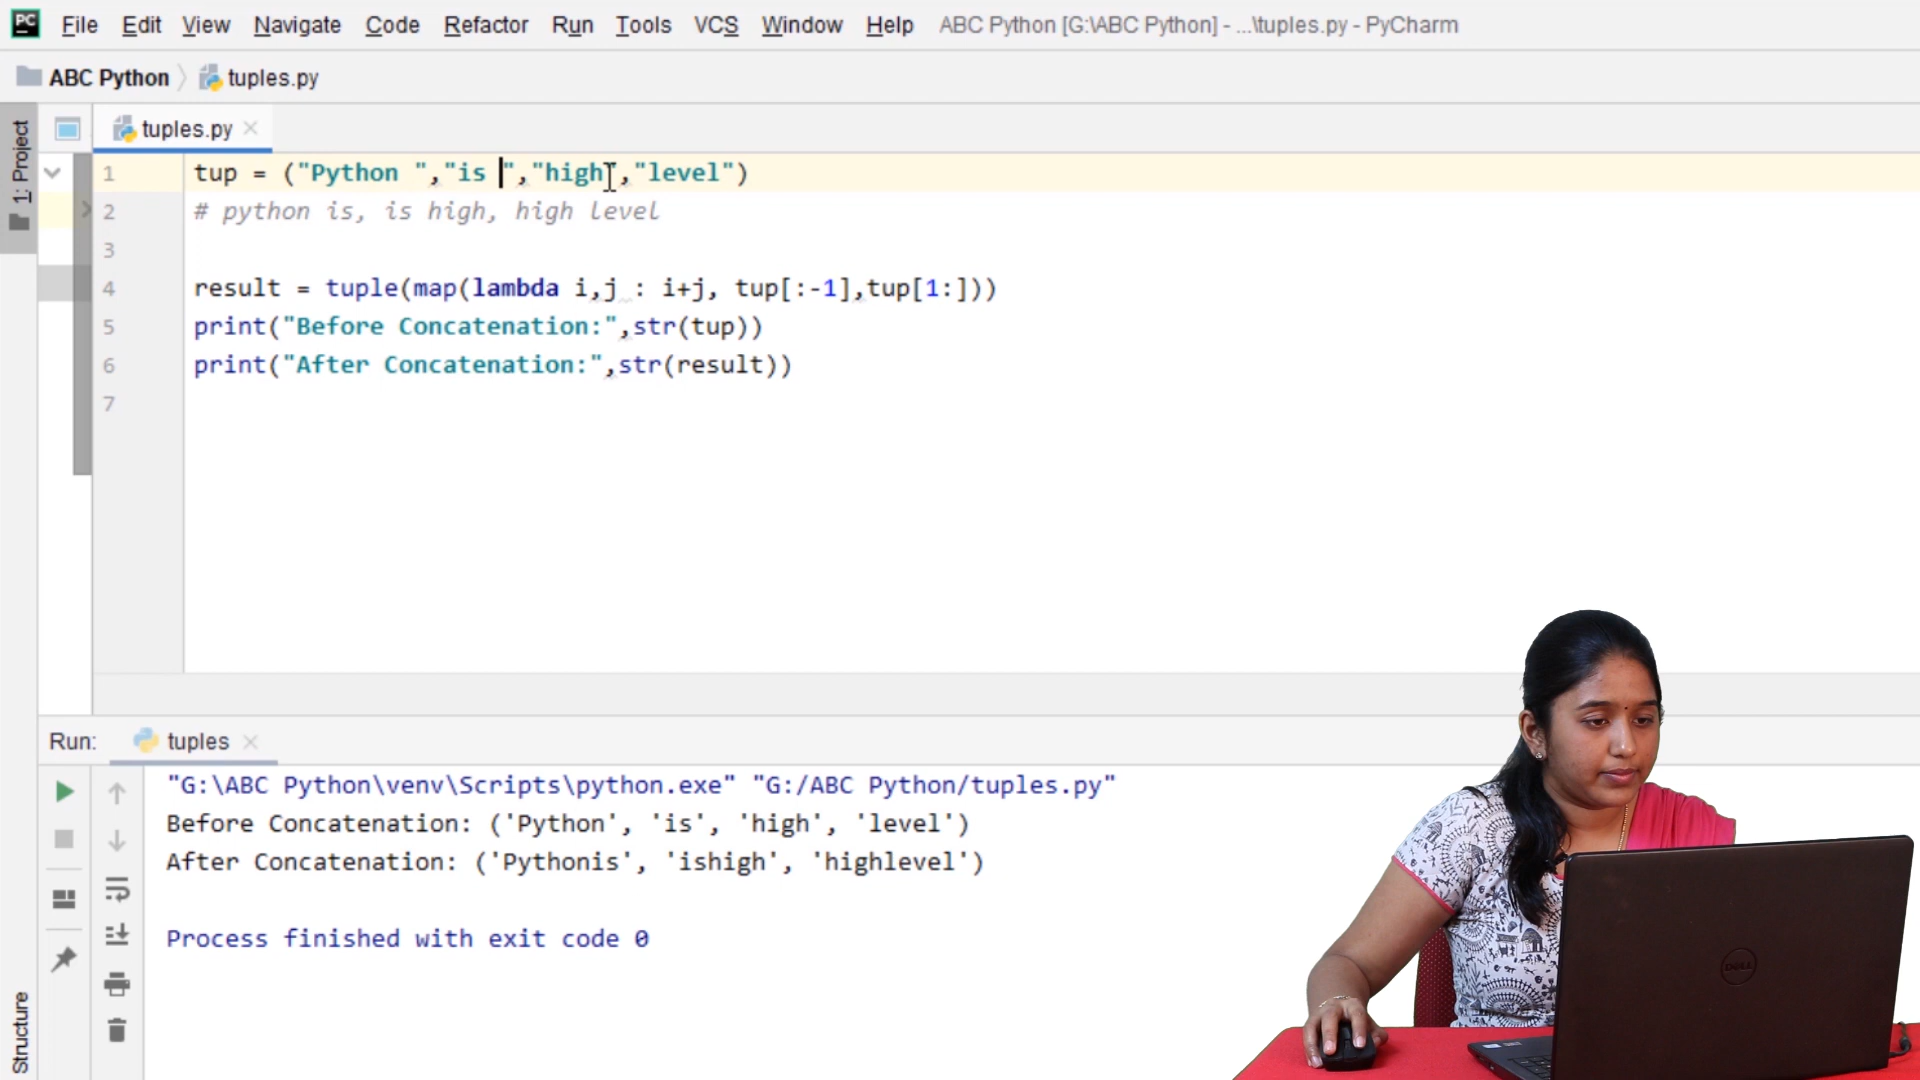 PC File Edit View Navigate Code Refactor Run Tools VCS Window Help ABC Python [G:\ABC Python] - ...\tuples.py - PyCharm
ABC Python tuples.py
1: Project
tuples.py
1 tup = ("Python ","is ","high","level")
2 # python is, is high, high level
3
4 result = tuple(map(lambda i,j : i+j, tup[:-1],tup[1:]))
5 print("Before Concatenation:",str(tup))
6 print("After Concatenation:",str(result))
7
Run: tuples
"G:\ABC Python\venv\Scripts\python.exe" "G:/ABC Python/tuples.py"
Before Concatenation: ('Python', 'is', 'high', 'level')
After Concatenation: ('Pythonis', 'ishigh', 'highlevel')
Process finished with exit code 0
Structure
DELL